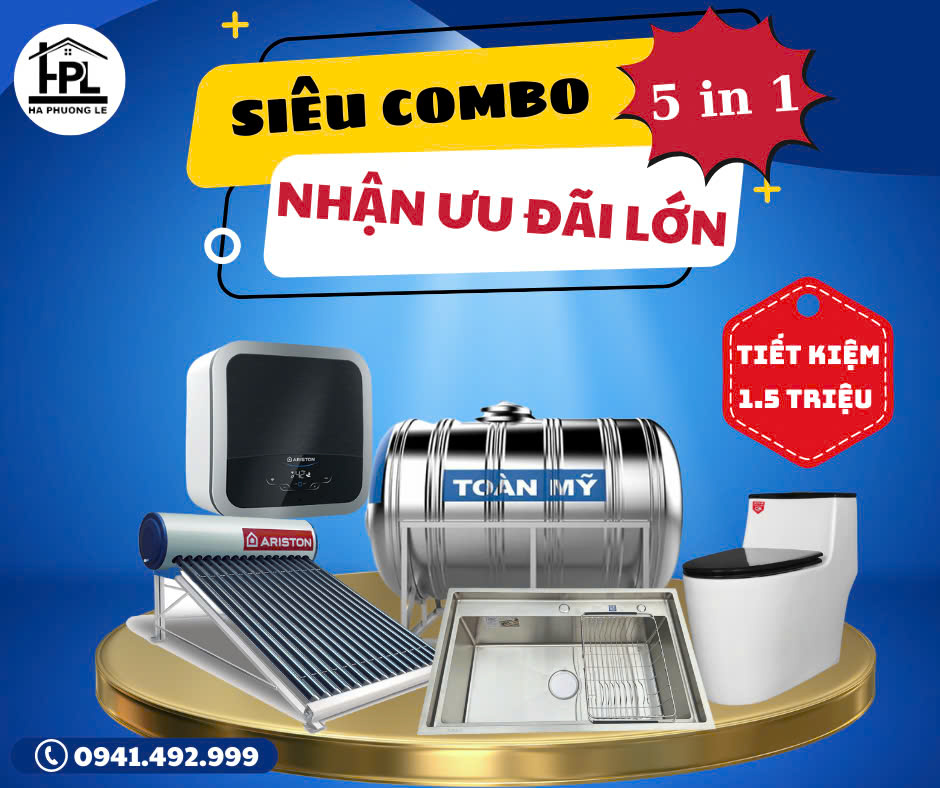 HPL
HA PHUONG LE
SIÊU COMBO
5 in 1
NHẬN ƯU ĐÃI LỚN
TIẾT KIỆM
1.5 TRIỆU
ARISTON
TOÀN MỸ
ARISTON
0941.492.999